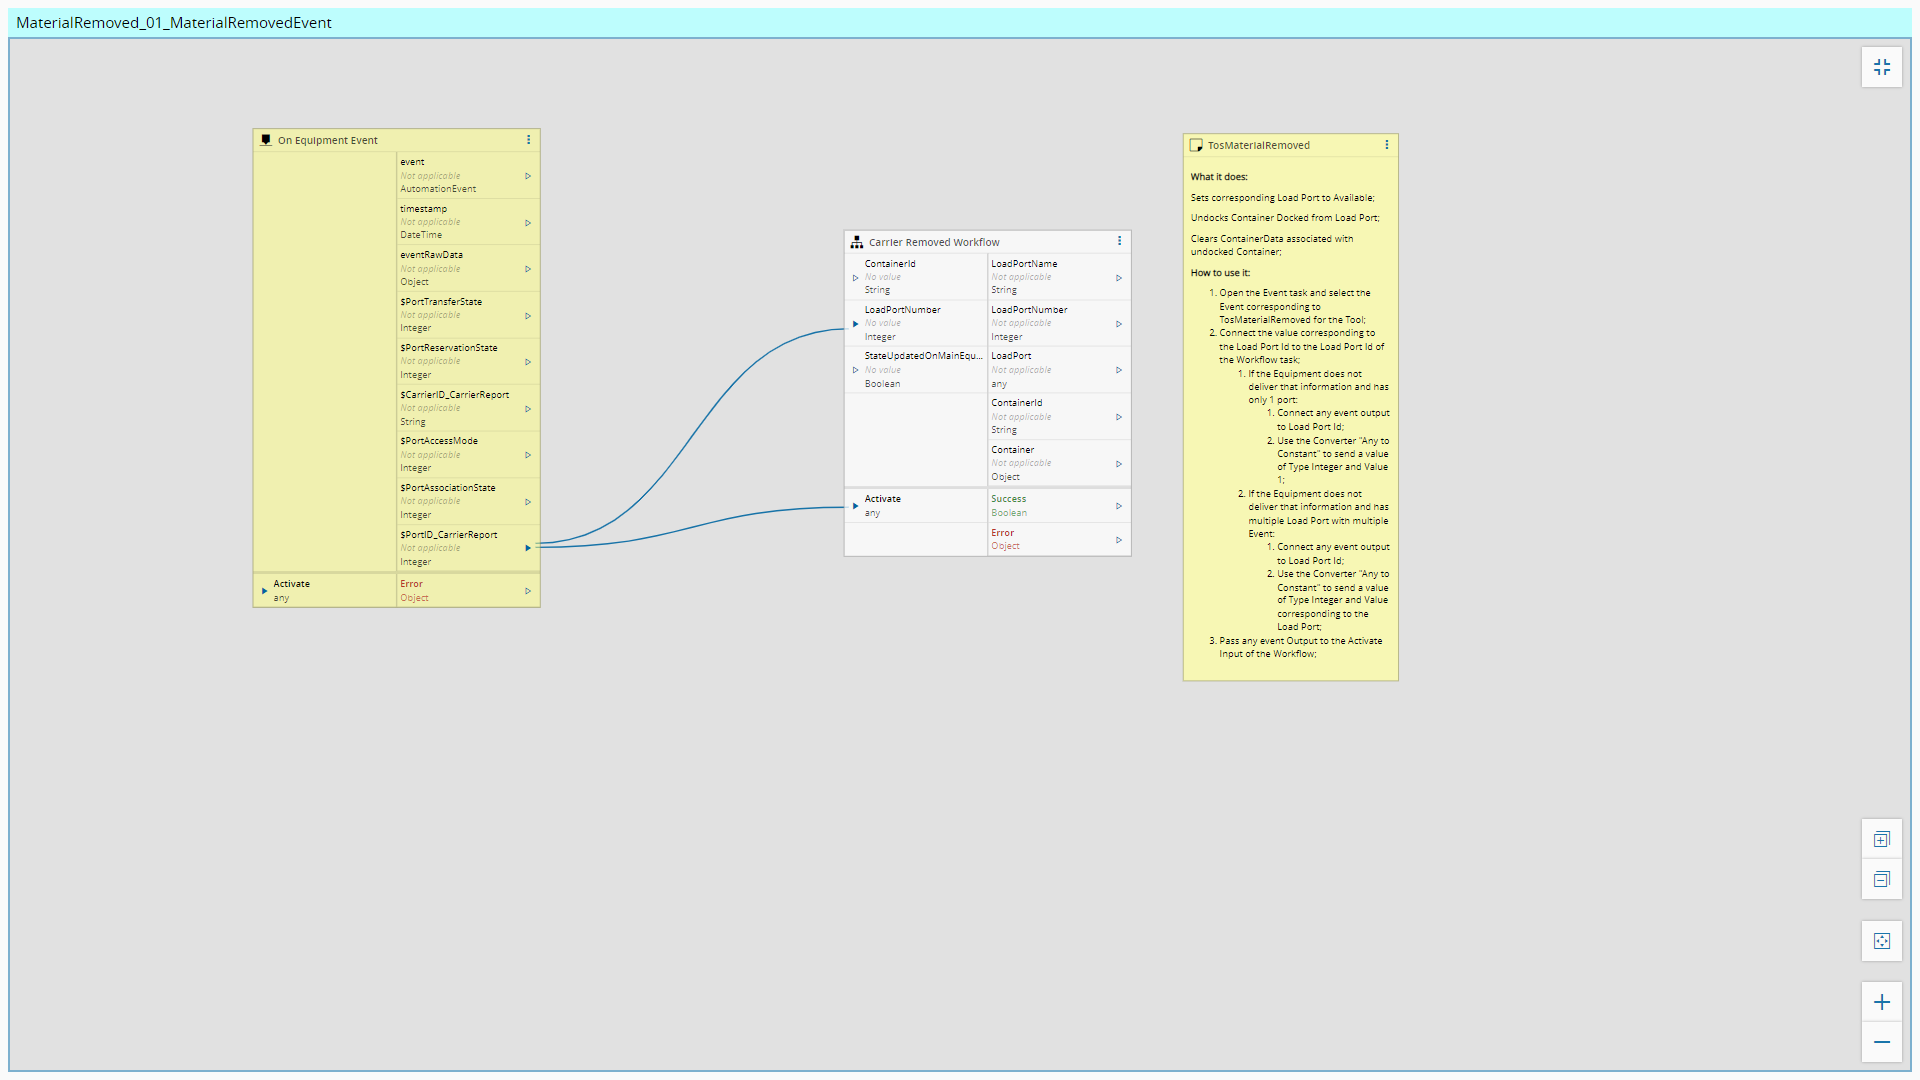 MaterialRemoved_01_MaterialRemovedEvent
On Equipment Event
event
Not applicable
AutomationEvent
timestamp
Not applicable
DateTime
eventRawData
Not applicable
Object
$PortTransferState
Not applicable
Integer
$PortReservationState
Not applicable
Integer
$CarrierID_CarrierReport
Not applicable
String
$PortAccessMode
Not applicable
Integer
$PortAssociationState
Not applicable
Integer
$PortID_CarrierReport
Not applicable
Integer
Activate
any
Error
Object
Carrier Removed Workflow
ContainerId
No value
String
LoadPortNumber
No value
Integer
StateUpdatedOnMainEqu...
No value
Boolean
LoadPortName
Not applicable
String
LoadPortNumber
Not applicable
Integer
LoadPort
Not applicable
any
ContainerId
Not applicable
String
Container
Not applicable
Object
Activate
any
Success
Boolean
Error
Object
TosMaterialRemoved
What it does:
Sets corresponding Load Port to Available;
Undocks Container Docked from Load Port;
Clears ContainerData associated with
undocked Container;
How to use it:
1. Open the Event task and select the
Event corresponding to
TosMaterialRemoved for the Tool;
2. Connect the value corresponding to
the Load Port Id to the Load Port Id of
the Workflow task;
1. If the Equipment does not
deliver that information and has
only 1 port:
1. Connect any event output
to Load Port Id;
2. Use the Converter "Any to
Constant" to send a value
of Type Integer and Value
1;
2. If the Equipment does not
deliver that information and has
multiple Load Port with multiple
Event:
1. Connect any event output
to Load Port Id;
2. Use the Converter "Any to
Constant" to send a value
of Type Integer and Value
corresponding to the
Load Port;
3. Pass any event Output to the Activate
Input of the Workflow;